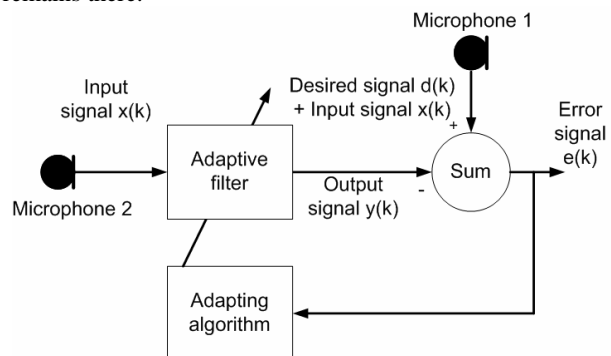 remains there.
Microphone 1
Input
signal x(k)
Desired signal d(k)
+ Input signal x(k)
+
Error
signal
e(k)
Adaptive
filter
Sum
Output
signal y(k)
-
Microphone 2
Adapting
algorithm